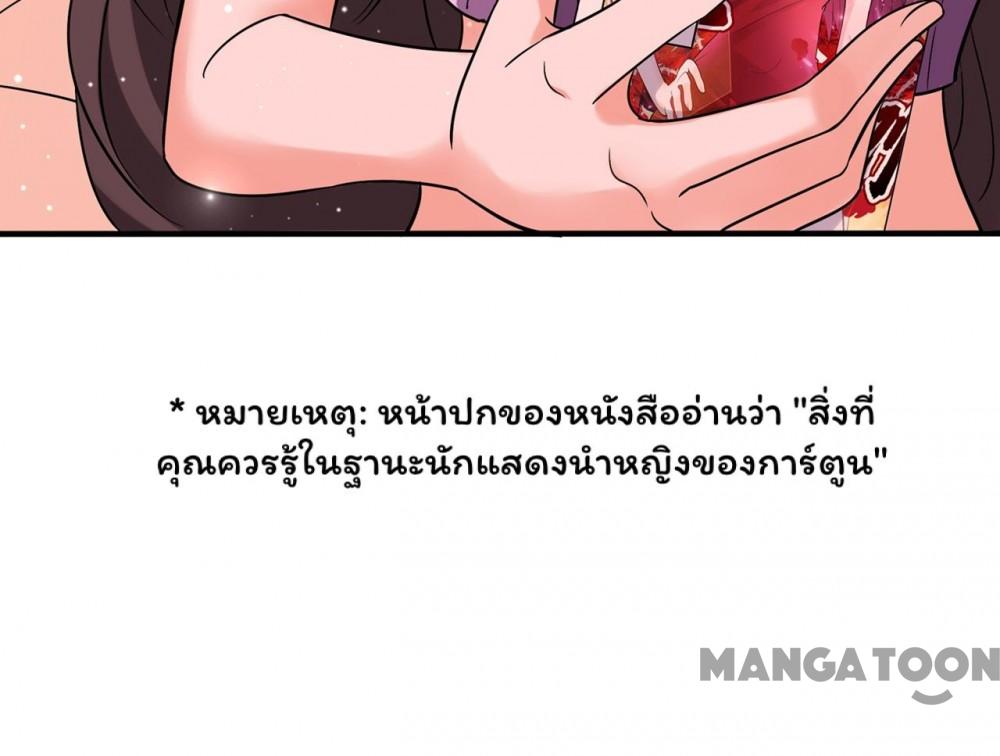 * หมายเหตุ: หน้าปกของหนังสืออ่านว่า "สิ่งที่
คุณควรรู้ในฐานะนักแสดงนำหญิงของการ์ตูน"
MANGATOON